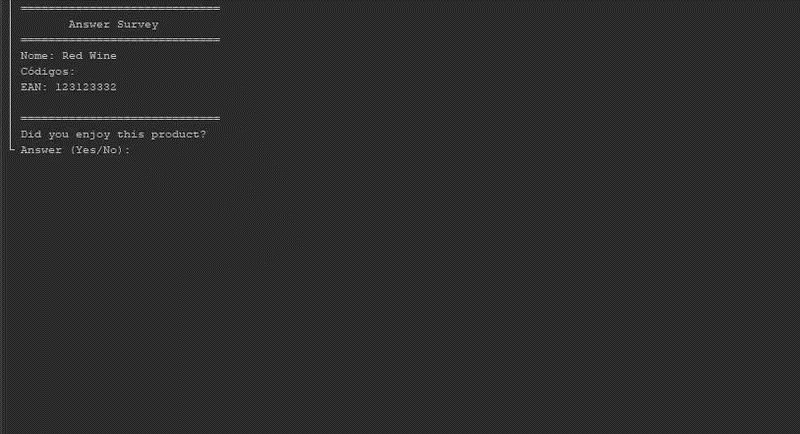 =============================
Answer Survey
=============================
Nome: Red Wine
Códigos:
EAN: 123123332
=============================
Did you enjoy this product?
Answer (Yes/No):